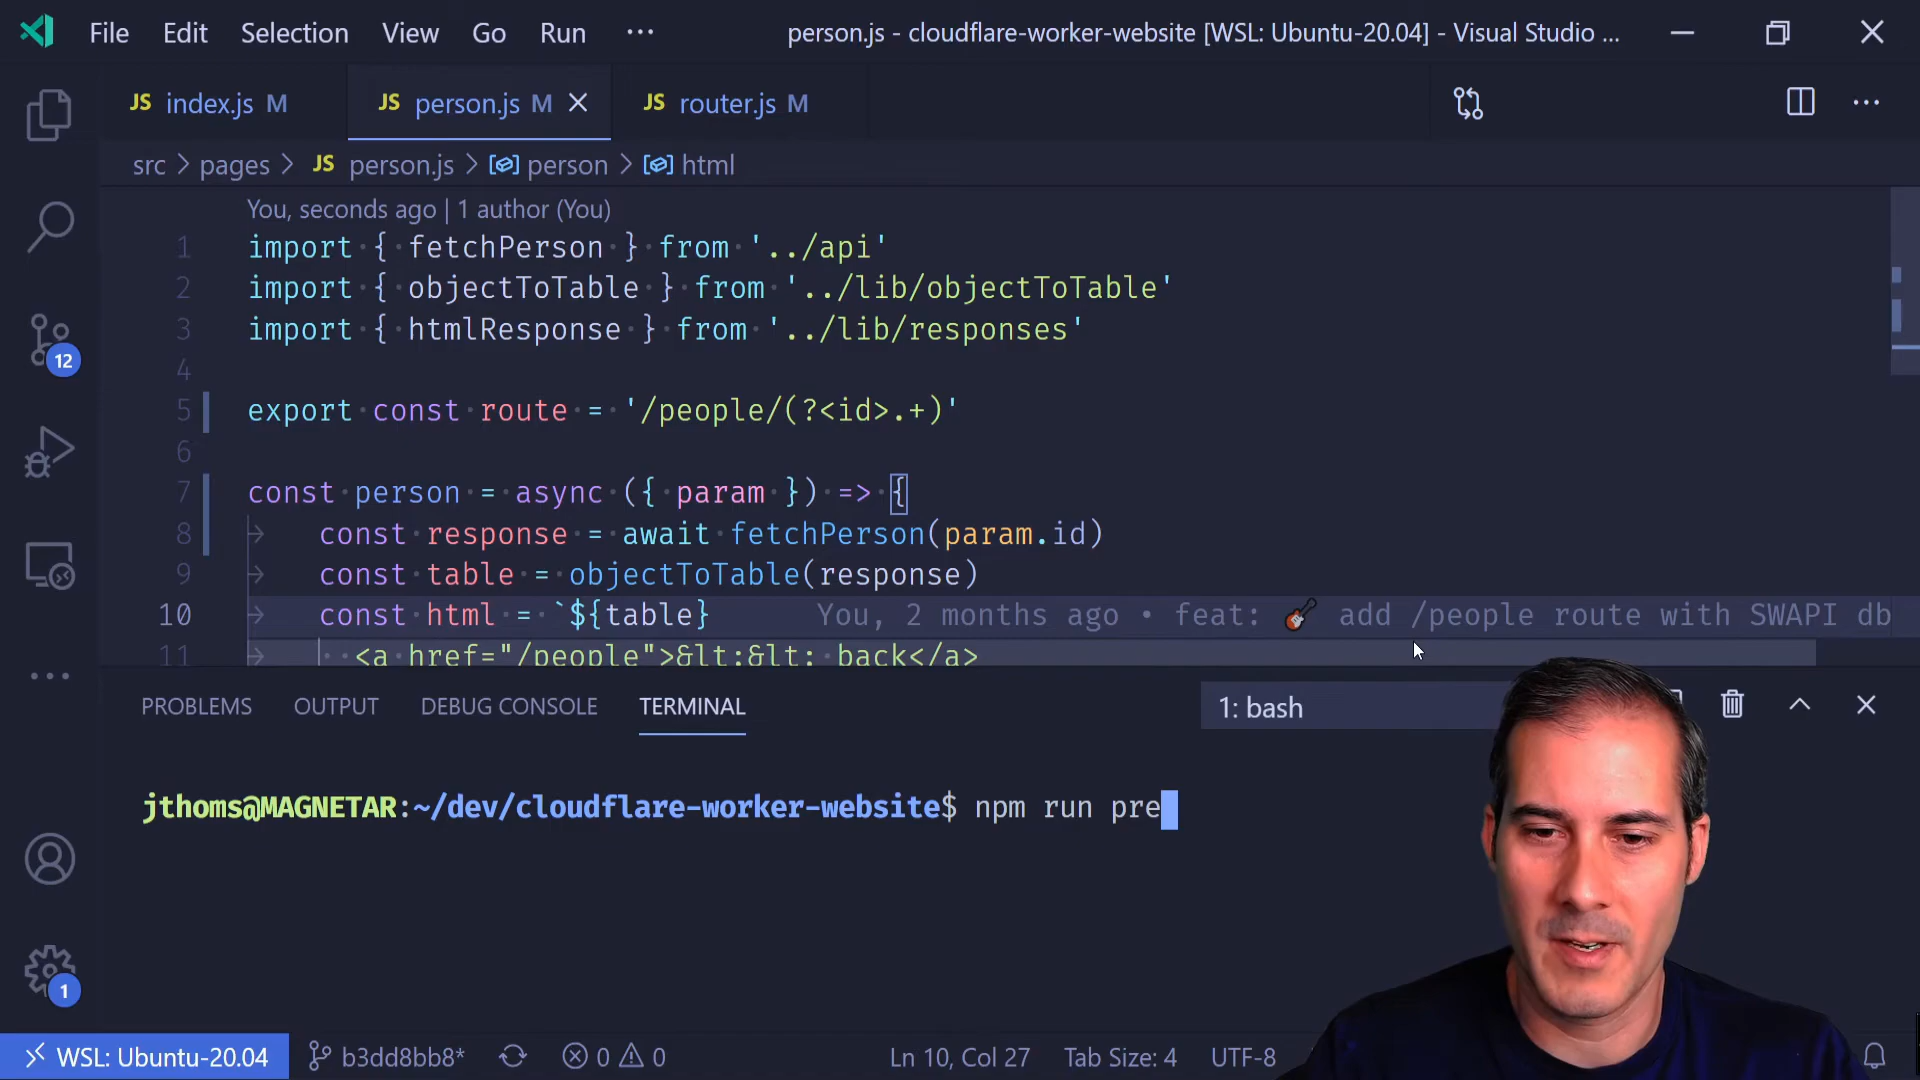 File Edit Selection View Go Run ··· person.js - cloudflare-worker-website [WSL: Ubuntu-20.04] - Visual Studio ...
JS index.js M JS person.js M JS router.js M
src > pages > JS person.js > person > html
You, seconds ago | 1 author (You)
1 import { fetchPerson } from '../api'
2 import { objectToTable } from '../lib/objectToTable'
3 import { htmlResponse } from '../lib/responses'
4
5 export const route = '/people/(?<id>.+)'
6
7 const person = async ({ param }) => {
8 const response = await fetchPerson(param.id)
9 const table = objectToTable(response)
10 const html = `${table} You, 2 months ago • feat: 🎸 add /people route with SWAPI db
11 <a href="/people">&lt;&lt; back</a>
12
PROBLEMS OUTPUT DEBUG CONSOLE TERMINAL 1: bash
jthoms@MAGNETAR:~/dev/cloudflare-worker-website$ npm run pre
1
WSL: Ubuntu-20.04 b3dd8bb8* 0 0 Ln 10, Col 27 Tab Size: 4 UTF-8